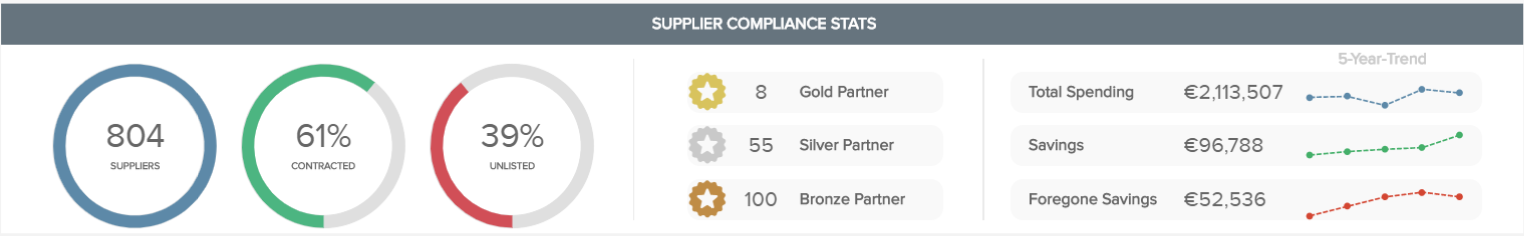 SUPPLIER COMPLIANCE STATS
804
SUPPLIERS
61%
CONTRACTED
39%
UNLISTED
8 Gold Partner
55 Silver Partner
100 Bronze Partner
5-Year-Trend
Total Spending €2,113,507
Savings €96,788
Foregone Savings €52,536